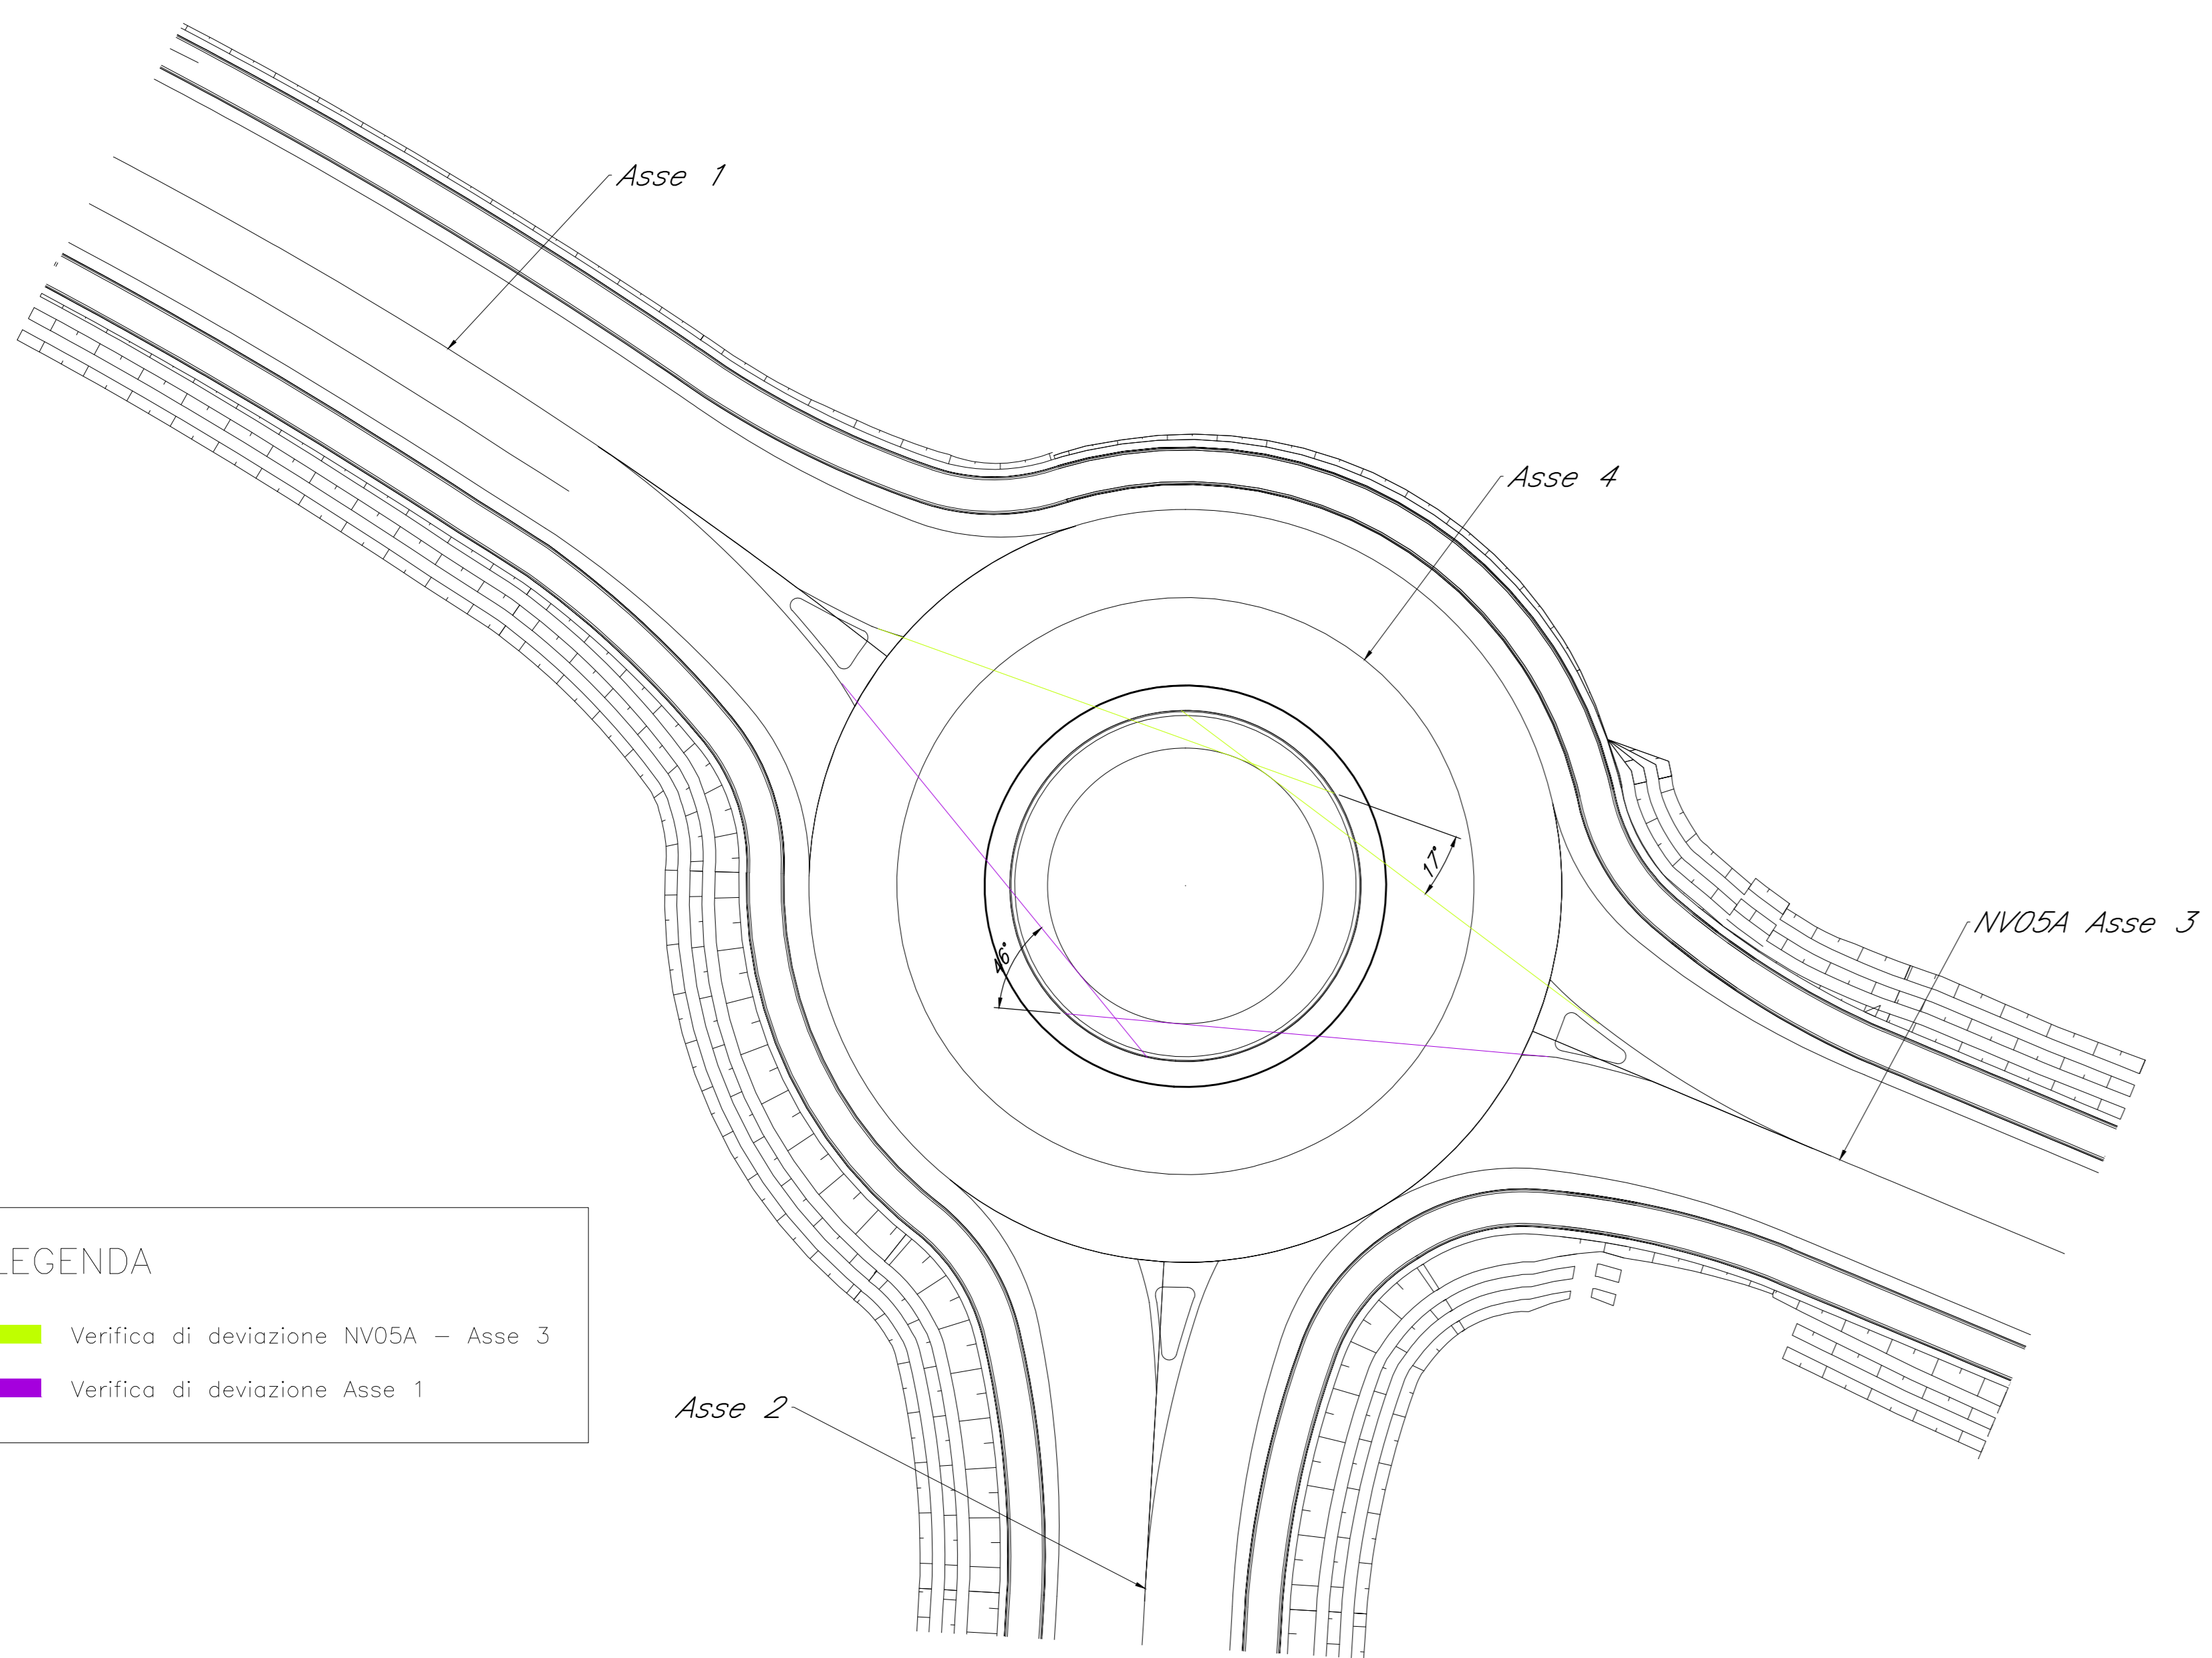 Asse 1
Asse 4
17°
NV05A Asse 3
46°
LEGENDA
Verifica di deviazione NV05A – Asse 3
Verifica di deviazione Asse 1
Asse 2